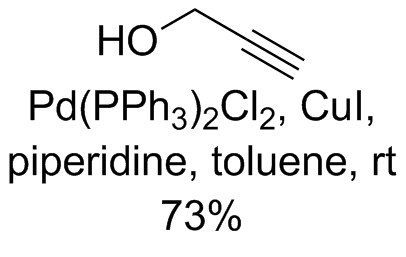 HO
Pd(PPh₃)₂Cl₂, CuI,
piperidine, toluene, rt
73%